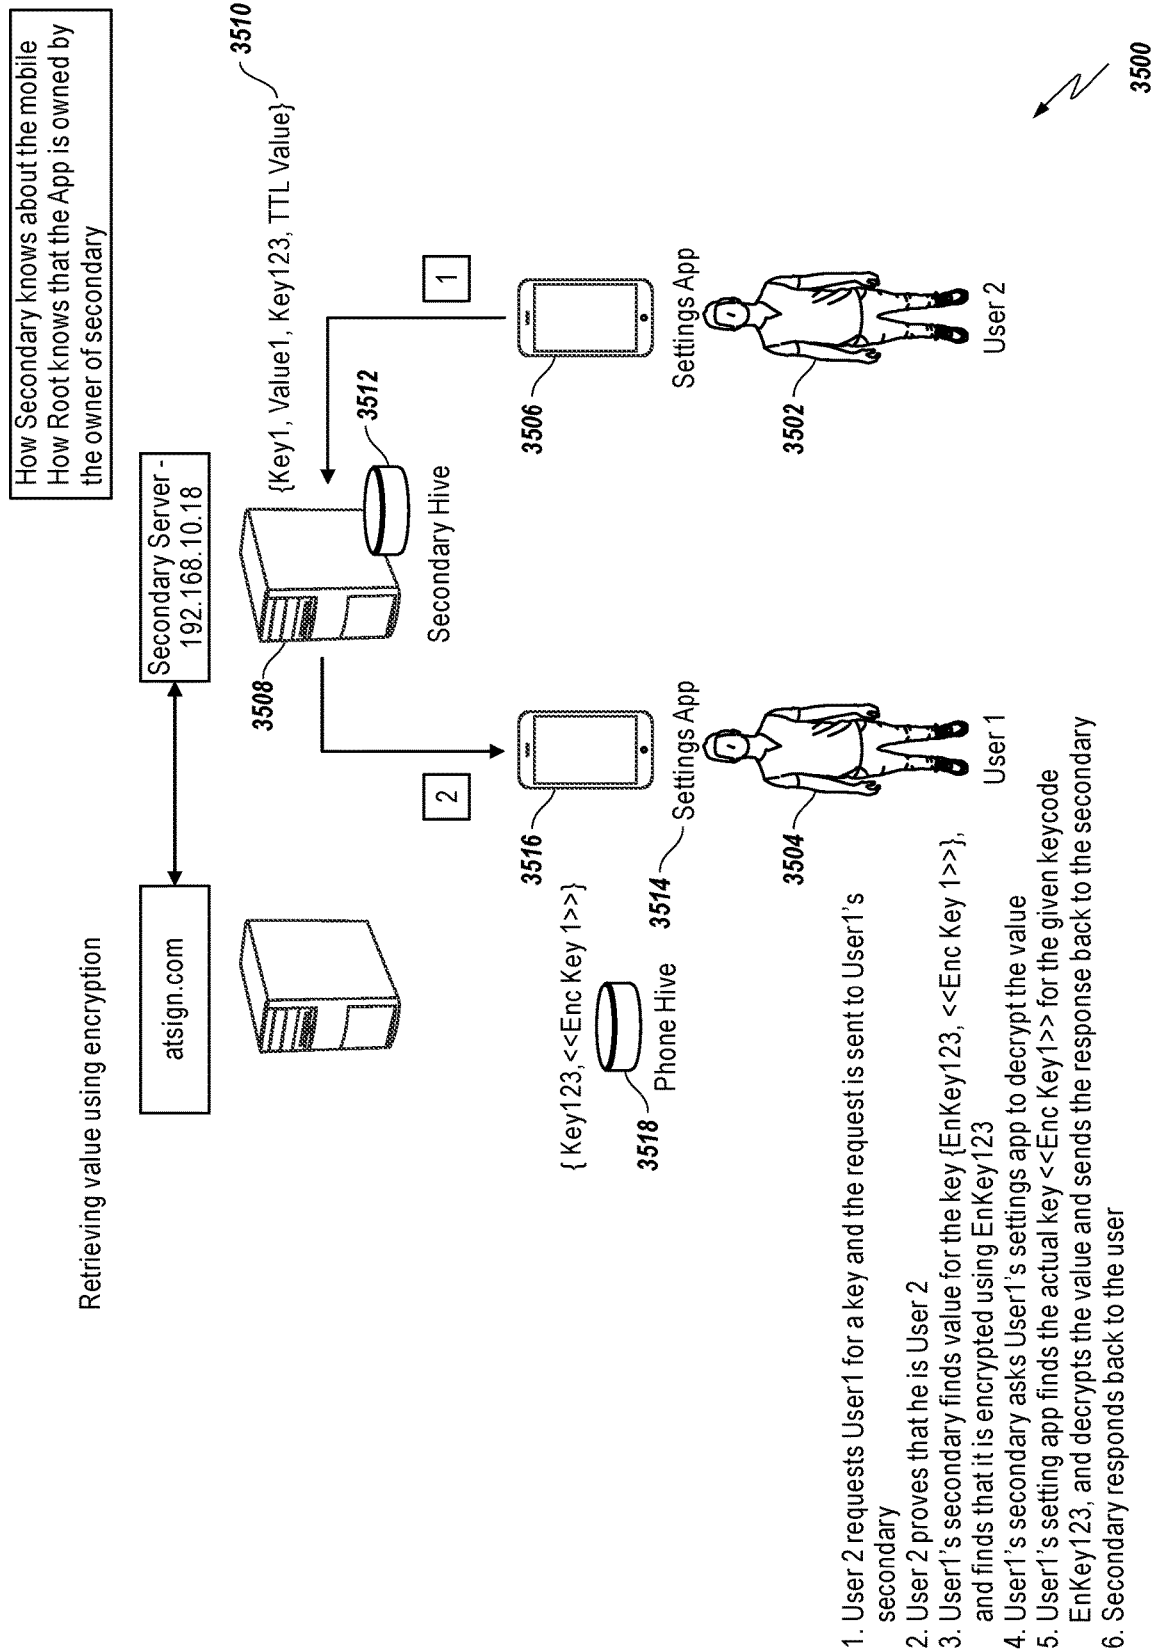 Retrieving value using encryption
How Secondary knows about the mobile
How Root knows that the App is owned by
the owner of secondary
atsign.com
Secondary Server -
192.168.10.18
3508
{Key1, Value1, Key123, TTL Value}
3510
3512
Secondary Hive
2
1
{ Key123, <<Enc Key 1>>}
3516
3506
3518
Phone Hive
3514
Settings App
Settings App
3504
3502
User 1
User 2
1. User 2 requests User1 for a key and the request is sent to User1's
secondary
2. User 2 proves that he is User 2
3. User1's secondary finds value for the key {EnKey123, <<Enc Key 1>>},
and finds that it is encrypted using EnKey123
4. User1's secondary asks User1's settings app to decrypt the value
5. User1's setting app finds the actual key <<Enc Key1>> for the given keycode
EnKey123, and decrypts the value and sends the response back to the secondary
6. Secondary responds back to the user
3500